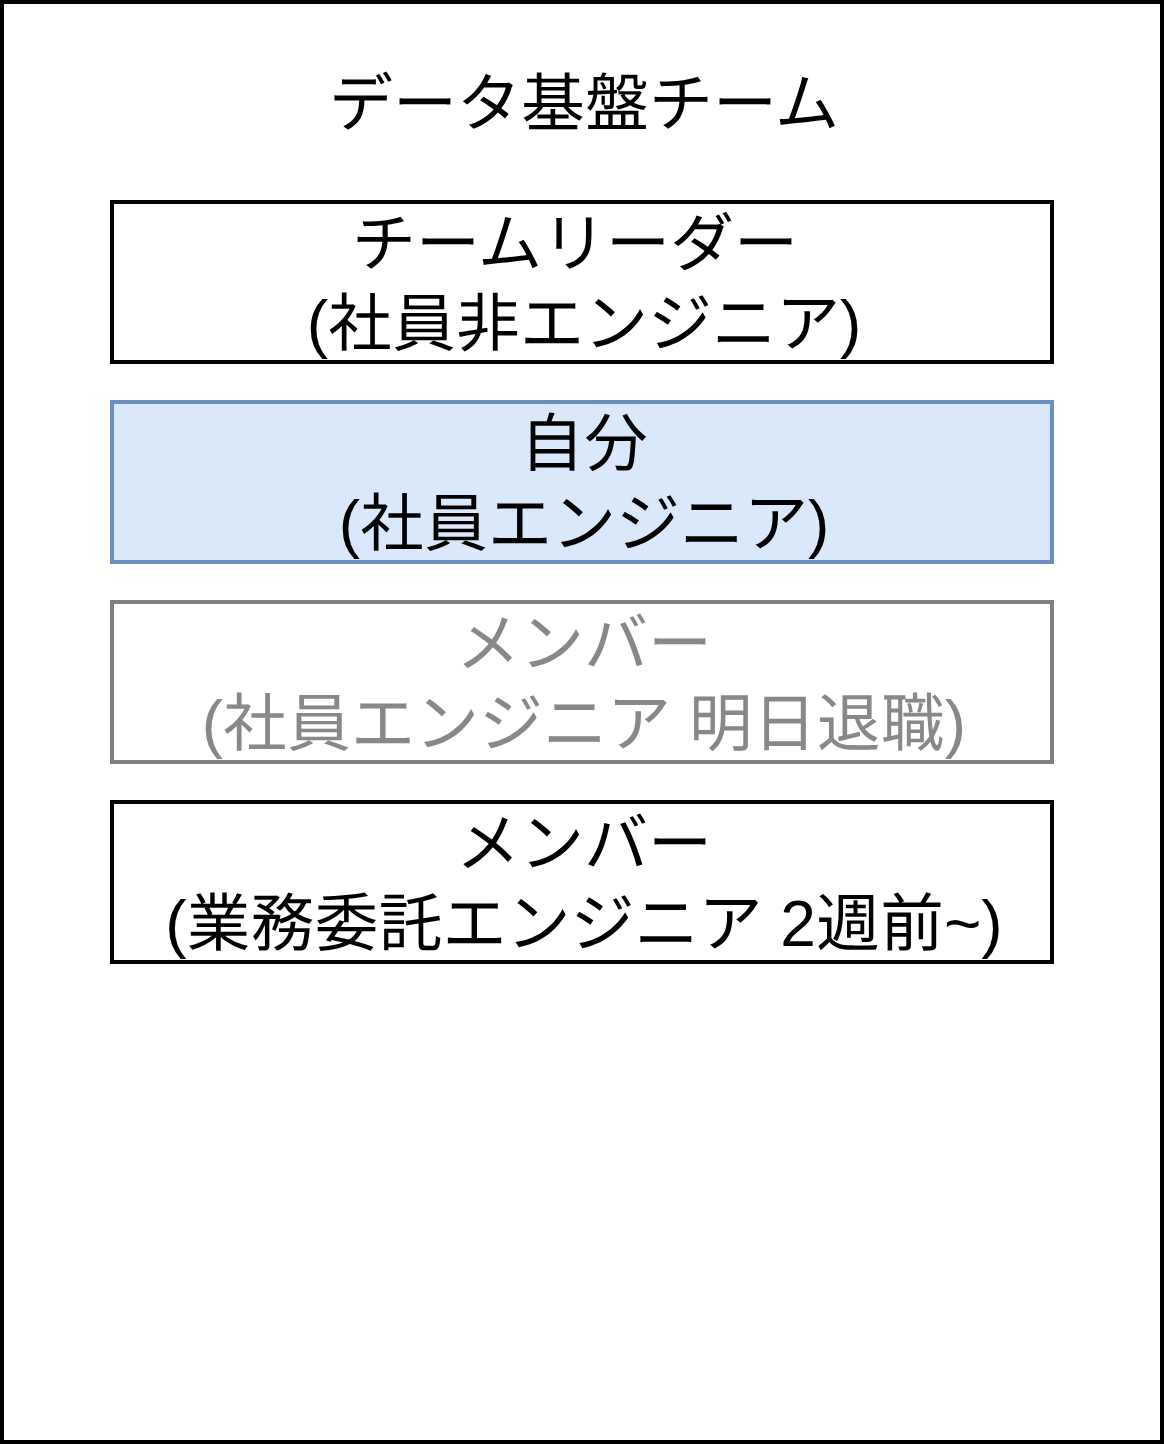 データ基盤チーム
チームリーダー
(社員非エンジニア)
自分
(社員エンジニア)
メンバー
(社員エンジニア 明日退職)
メンバー
(業務委託エンジニア 2週前~)